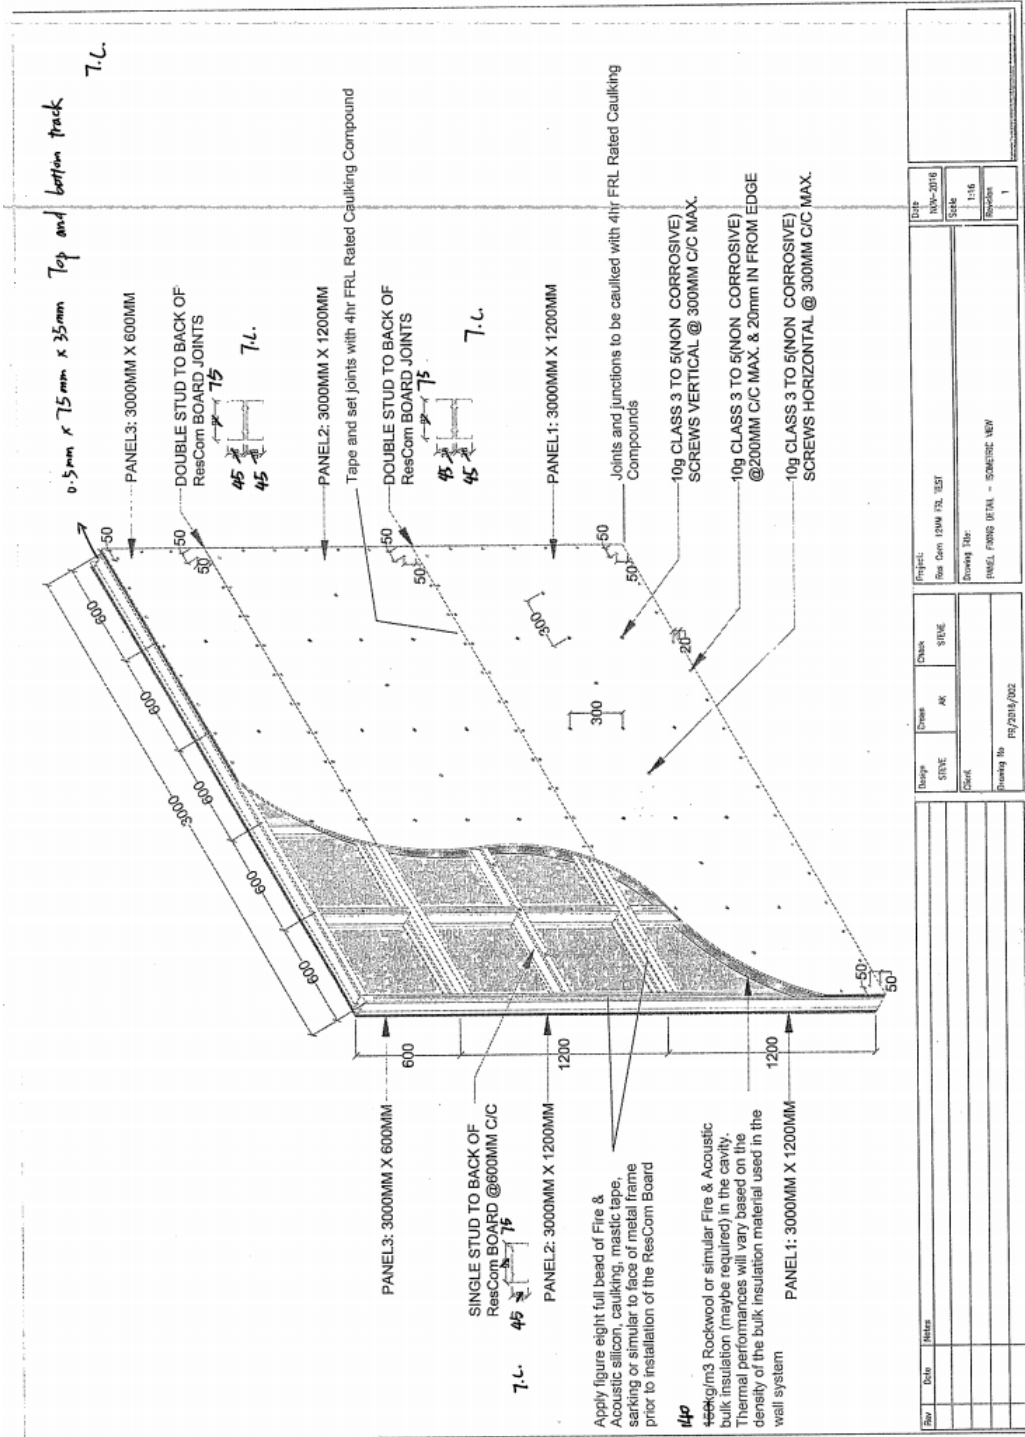 0.5mm x 75mm x 35mm Top and bottom track
T.L.
PANEL3: 3000MM X 600MM
DOUBLE STUD TO BACK OF
ResCom BOARD JOINTS
75
45
45
T.L.
PANEL2: 3000MM X 1200MM
Tape and set joints with 4hr FRL Rated Caulking Compound
DOUBLE STUD TO BACK OF
ResCom BOARD JOINTS
75
45
45
T.L.
PANEL1: 3000MM X 1200MM
Joints and junctions to be caulked with 4hr FRL Rated Caulking
Compounds
10g CLASS 3 TO 5(NON CORROSIVE)
SCREWS VERTICAL @ 300MM C/C MAX.
10g CLASS 3 TO 5(NON CORROSIVE)
@200MM C/C MAX. & 20mm IN FROM EDGE
10g CLASS 3 TO 5(NON CORROSIVE)
SCREWS HORIZONTAL @ 300MM C/C MAX.
3000
600
600
600
600
600
50
50
50
50
50
50
50
300
300
20
50
50
600
1200
1200
PANEL3: 3000MM X 600MM
SINGLE STUD TO BACK OF
ResCom BOARD @600MM C/C
75
45
T.L.
PANEL2: 3000MM X 1200MM
Apply figure eight full bead of Fire &
Acoustic silicon, caulking, mastic tape,
sarking or simular to face of metal frame
prior to installation of the ResCom Board
140
150kg/m3 Rockwool or simular Fire & Acoustic
bulk insulation (maybe required) in the cavity.
Thermal performances will vary based on the
density of the bulk insulation material used in the
wall system
PANEL1: 3000MM X 1200MM
Rev Date Notes
Design
STEVE
Drawn
AK
Check
STEVE
Client
Drawing No
PR/2016/002
Project:
Res Com 12MM FRL TEST
Drawing Title:
PANEL FIXING DETAIL - ISOMETRIC VIEW
Date
NOV-2016
Scale
1:16
Revision
1